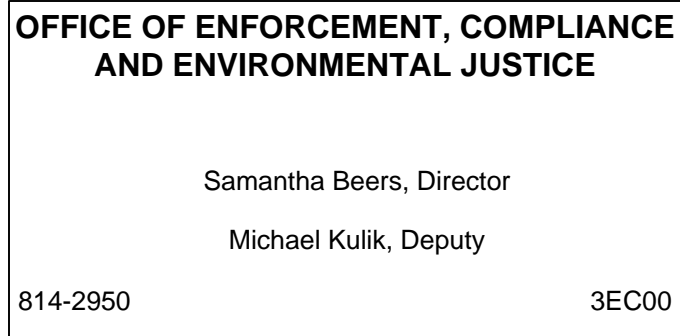 OFFICE OF ENFORCEMENT, COMPLIANCE
AND ENVIRONMENTAL JUSTICE
Samantha Beers, Director
Michael Kulik, Deputy
814-2950 3EC00